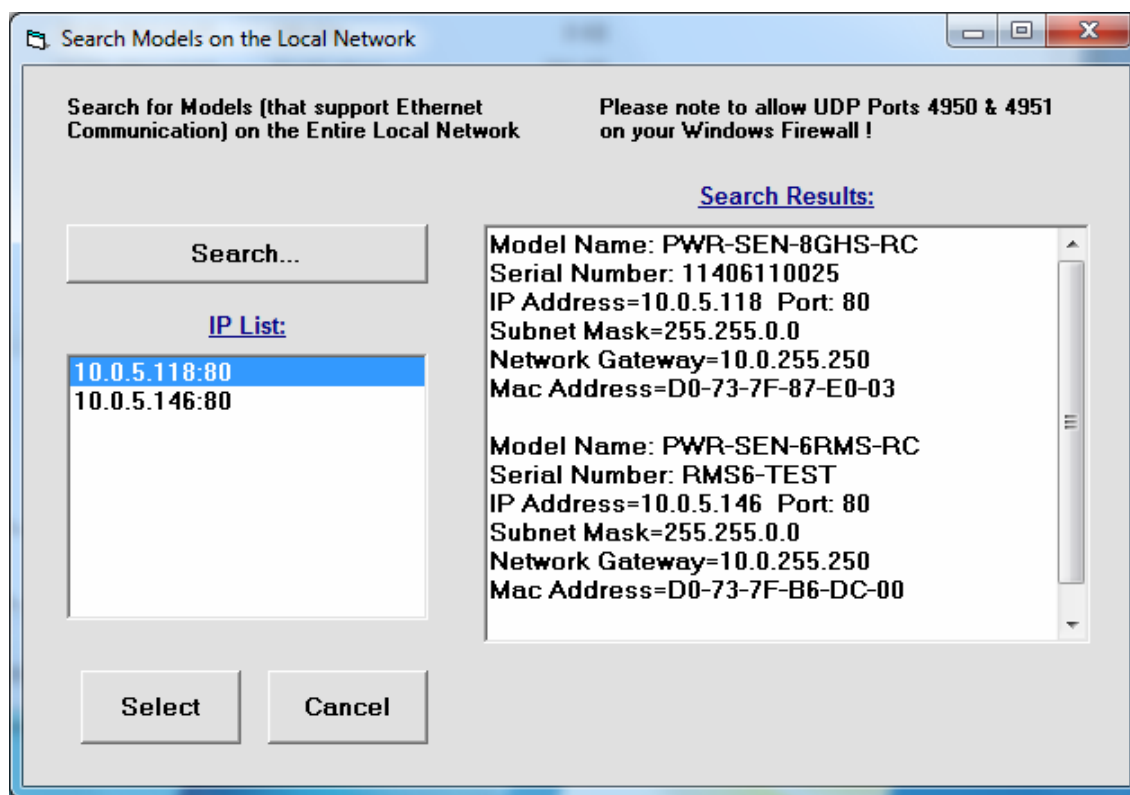 Search Models on the Local Network
Search for Models (that support Ethernet
Communication) on the Entire Local Network
Please note to allow UDP Ports 4950 & 4951
on your Windows Firewall !
Search...
IP List:
10.0.5.118:80
10.0.5.146:80
Search Results:
Model Name: PWR-SEN-8GHS-RC
Serial Number: 11406110025
IP Address=10.0.5.118  Port: 80
Subnet Mask=255.255.0.0
Network Gateway=10.0.255.250
Mac Address=D0-73-7F-87-E0-03
Model Name: PWR-SEN-6RMS-RC
Serial Number: RMS6-TEST
IP Address=10.0.5.146  Port: 80
Subnet Mask=255.255.0.0
Network Gateway=10.0.255.250
Mac Address=D0-73-7F-B6-DC-00
Select
Cancel